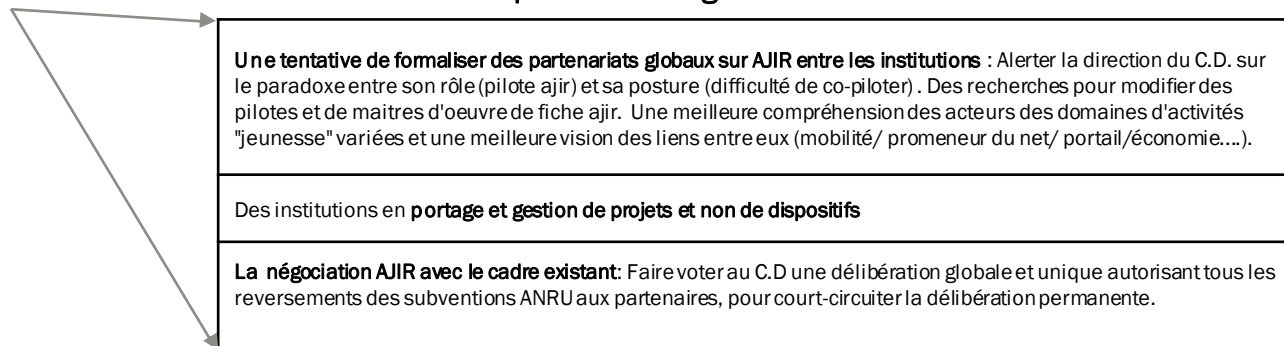 Une tentative de formaliser des partenariats globaux sur AJIR entre les institutions : Alerter la direction du C.D. sur
le paradoxe entre son rôle (pilote ajir) et sa posture (difficulté de co-piloter) . Des recherches pour modifier des
pilotes et de maitres d'oeuvre de fiche ajir. Une meilleure compréhension des acteurs des domaines d'activités
"jeunesse" variées et une meilleure vision des liens entre eux (mobilité/ promeneur du net/ portail/économie....).
Des institutions en portage et gestion de projets et non de dispositifs
La négociation AJIR avec le cadre existant: Faire voter au C.D une délibération globale et unique autorisant tous les
reversements des subventions ANRU aux partenaires, pour court-circuiter la délibération permanente.